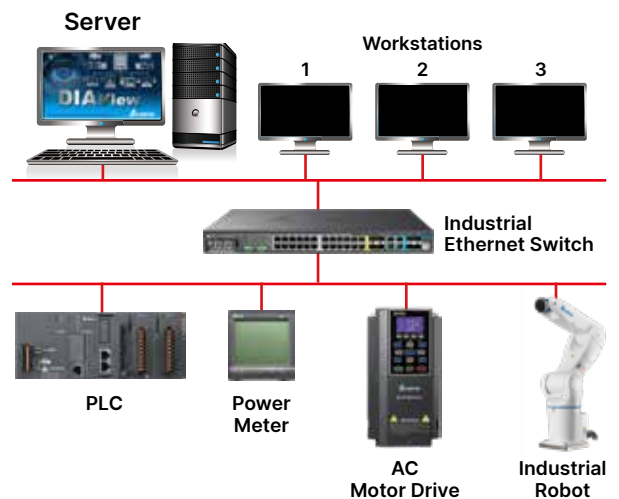 Server
Workstations
1
2
3
DIAView
Industrial
Ethernet Switch
PLC
Power
Meter
AC
Motor Drive
Industrial
Robot